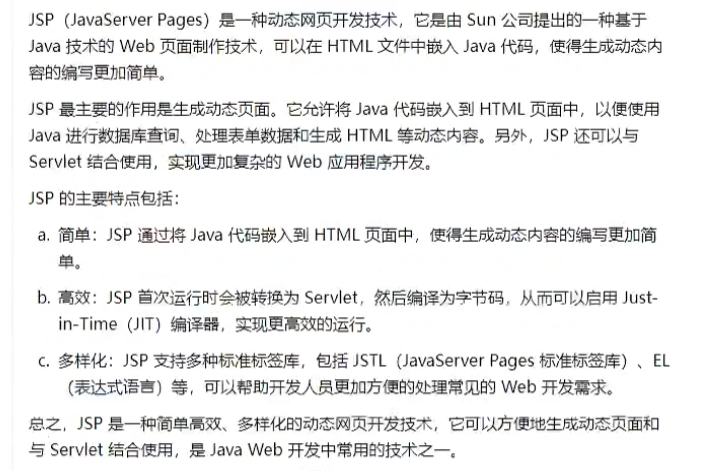 JSP（JavaServer Pages）是一种动态网页开发技术，它是由 Sun 公司提出的一种基于
Java 技术的 Web 页面制作技术，可以在 HTML 文件中嵌入 Java 代码，使得生成动态内
容的编写更加简单。
JSP 最主要的作用是生成动态页面。它允许将 Java 代码嵌入到 HTML 页面中，以便使用
Java 进行数据库查询、处理表单数据和生成 HTML 等动态内容。另外，JSP 还可以与
Servlet 结合使用，实现更加复杂的 Web 应用程序开发。
JSP 的主要特点包括：
a. 简单：JSP 通过将 Java 代码嵌入到 HTML 页面中，使得生成动态内容的编写更加简
单。
b. 高效：JSP 首次运行时会被转换为 Servlet，然后编译为字节码，从而可以启用 Just-
in-Time（JIT）编译器，实现更高效的运行。
c. 多样化：JSP 支持多种标准标签库，包括 JSTL（JavaServer Pages 标准标签库）、EL
（表达式语言）等，可以帮助开发人员更加方便的处理常见的 Web 开发需求。
总之，JSP 是一种简单高效、多样化的动态网页开发技术，它可以方便地生成动态页面和
与 Servlet 结合使用，是 Java Web 开发中常用的技术之一。